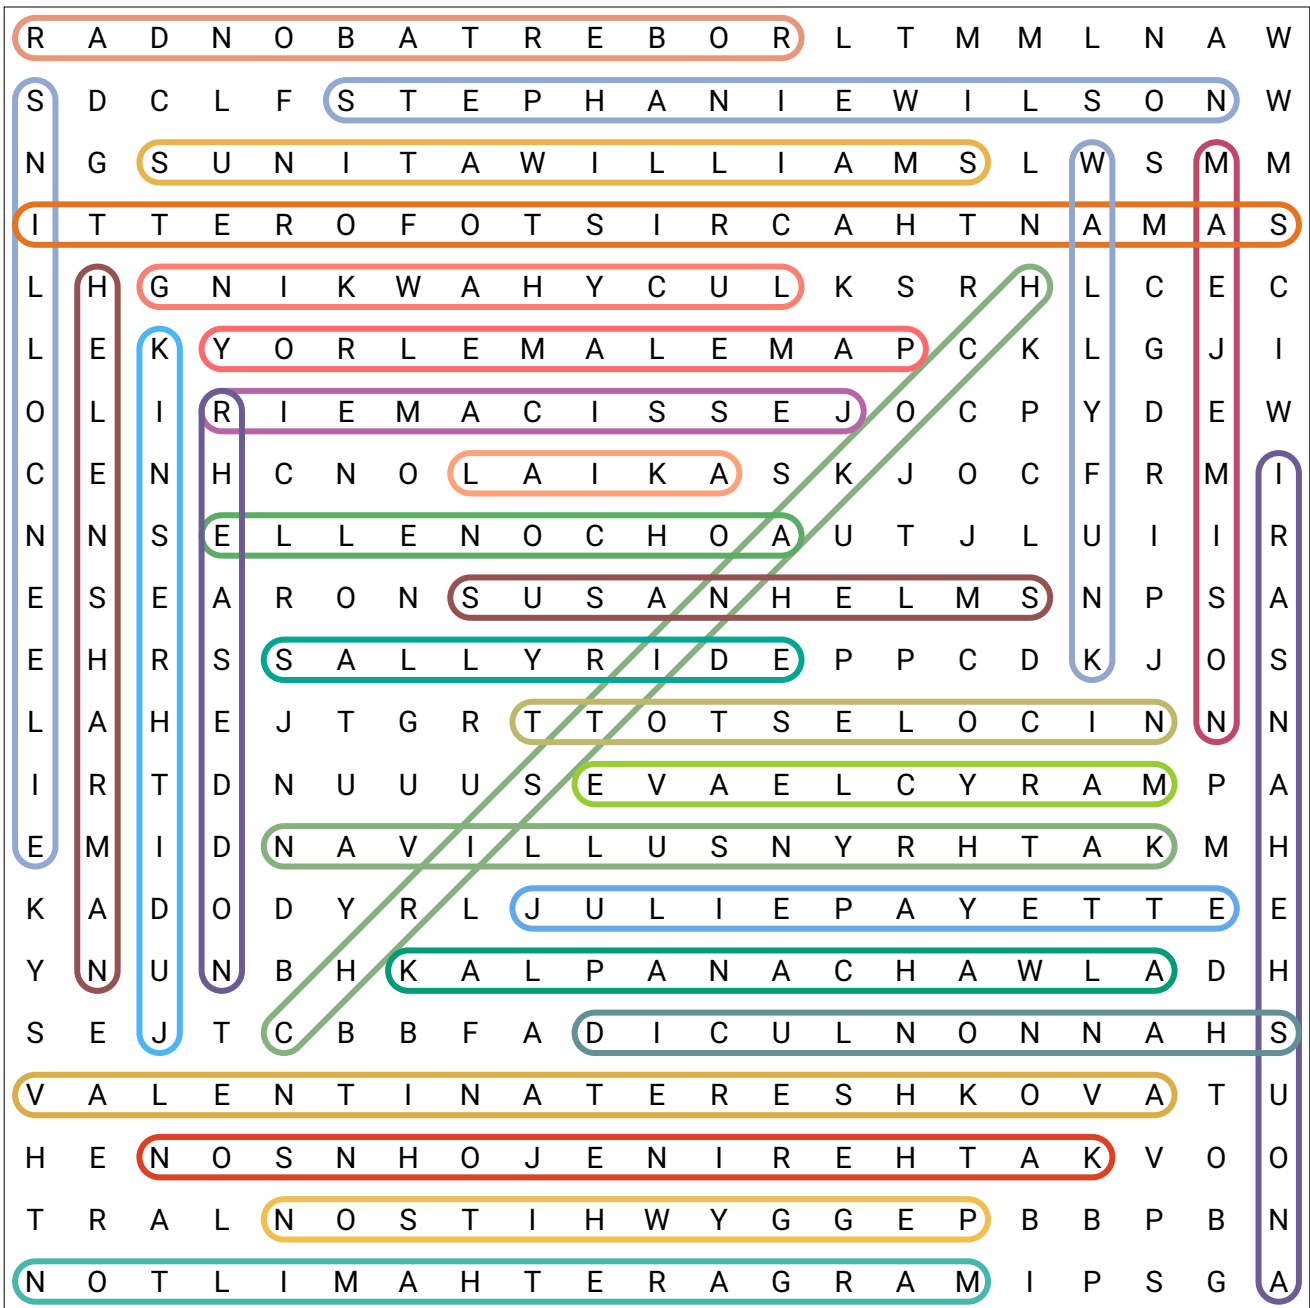 R A D N O B A T R E B O R L T M M L N A W
S D C L F S T E P H A N I E W I L S O N W
N G S U N I T A W I L L I A M S L W S M M
I T T E R O F O T S I R C A H T N A M A S
L H G N I K W A H Y C U L K S R H L C E C
L E K Y O R L E M A L E M A P C K L G J I
O L I R I E M A C I S S E J O C P Y D E W
C E N H C N O L A I K A S K J O C F R M I
N N S E L L E N O C H O A U T J L U I I R
E S E A R O N S U S A N H E L M S N P S A
E H R S S A L L Y R I D E P P C D K J O S
L A H E J T G R T T O T S E L O C I N N N
I R T D N U U U S E V A E L C Y R A M P A
E M I D N A V I L L U S N Y R H T A K M H
K A D O D Y R L J U L I E P A Y E T T E E
Y N U N B H K A L P A N A C H A W L A D H
S E J T C B B F A D I C U L N O N N A H S
V A L E N T I N A T E R E S H K O V A T U
H E N O S N H O J E N I R E H T A K V O O
T R A L N O S T I H W Y G G E P B B P B N
N O T L I M A H T E R A G R A M I P S G A